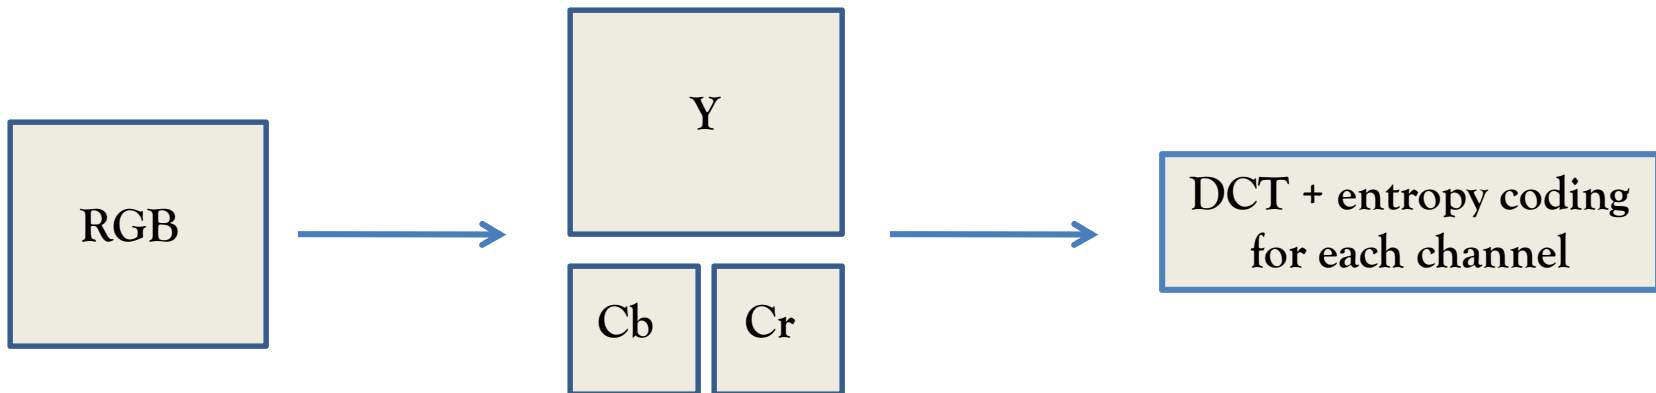 RGB
Y
Cb
Cr
DCT + entropy coding
for each channel